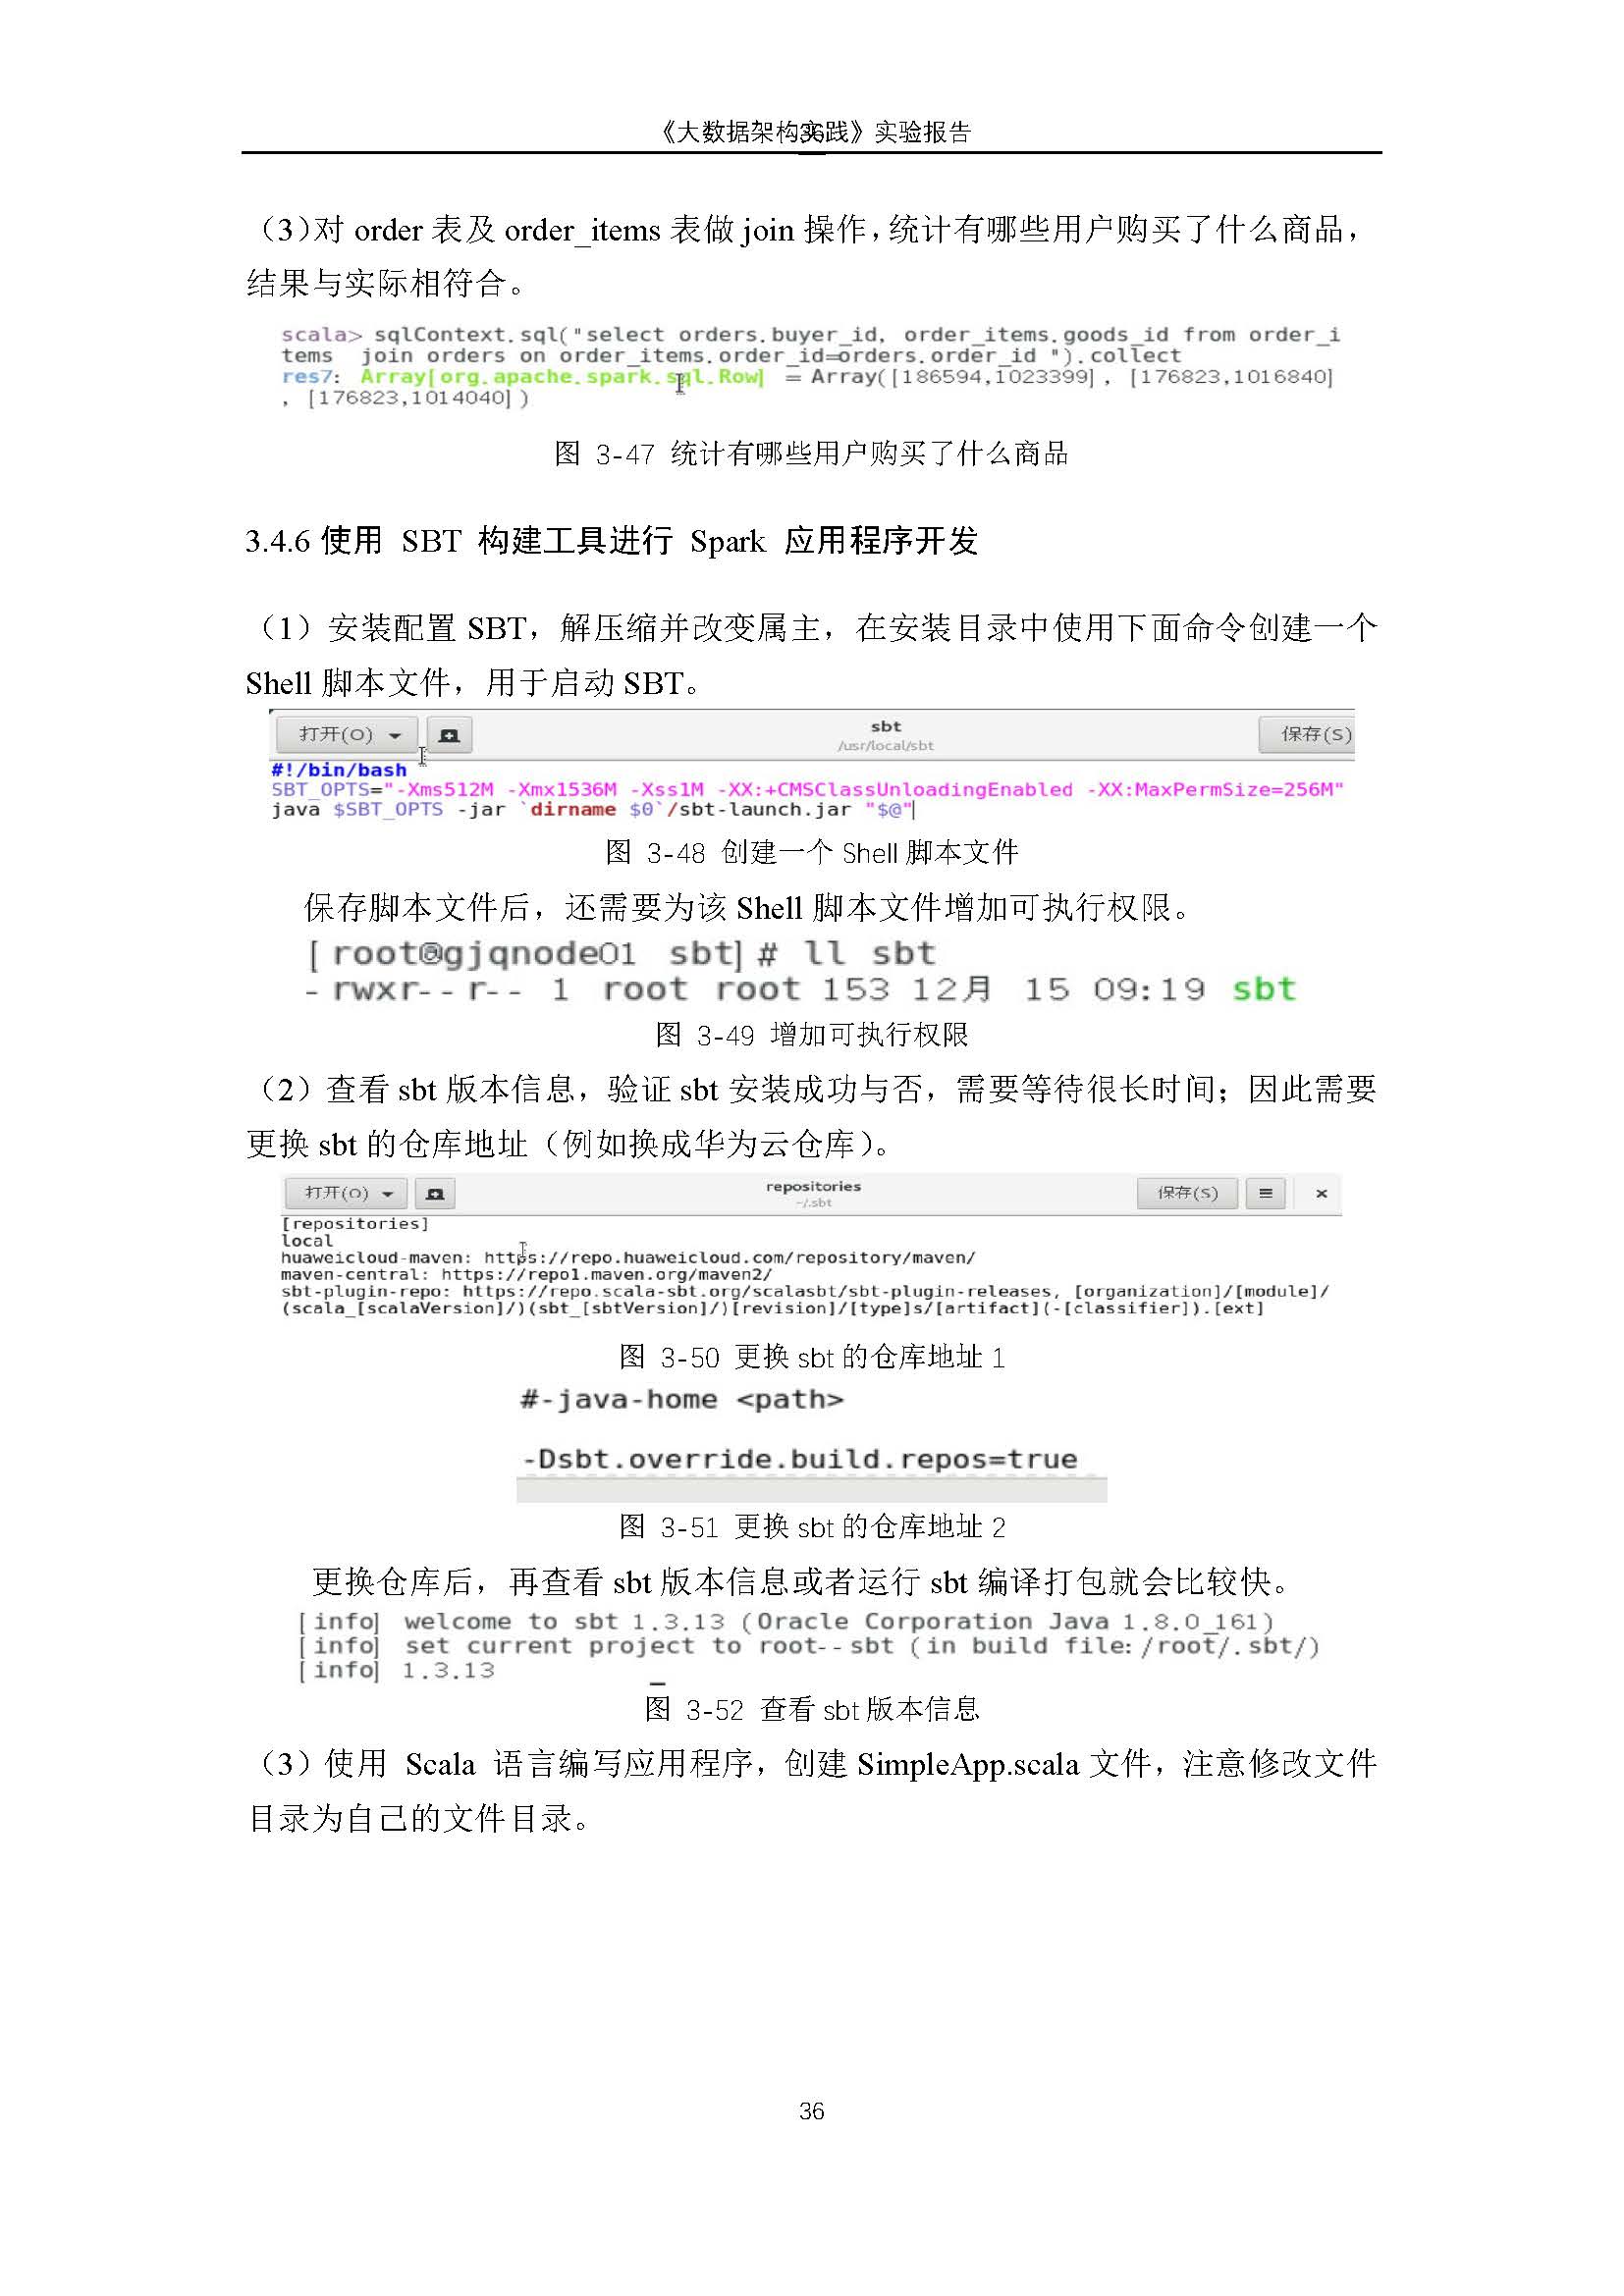 《大数据架构实践》实验报告
（3）对 order 表及 order_items 表做 join 操作，统计有哪些用户购买了什么商品，
结果与实际相符合。
scala> sqlContext.sql("select orders.buyer_id, order_items.goods_id from order_i
tems  join orders on order_items.order_id=orders.order_id ").collect
res7: Array[org.apache.spark.sql.Row] = Array([186594,1023399], [176823,1016840]
, [176823,1014040])
图 3-47 统计有哪些用户购买了什么商品
3.4.6 使用 SBT 构建工具进行 Spark 应用程序开发
（1）安装配置 SBT，解压缩并改变属主，在安装目录中使用下面命令创建一个
Shell 脚本文件，用于启动 SBT。
打开(O) sbt 保存(S)
/usr/local/sbt
#!/bin/bash
SBT_OPTS="-Xms512M -Xmx1536M -Xss1M -XX:+CMSClassUnloadingEnabled -XX:MaxPermSize=256M"
java $SBT_OPTS -jar `dirname $0`/sbt-launch.jar "$@"
图 3-48 创建一个 Shell 脚本文件
保存脚本文件后，还需要为该 Shell 脚本文件增加可执行权限。
[root@gjqnode01 sbt]# ll sbt
-rwxr--r-- 1 root root 153 12月 15 09:19 sbt
图 3-49 增加可执行权限
（2）查看 sbt 版本信息，验证 sbt 安装成功与否，需要等待很长时间；因此需要
更换 sbt 的仓库地址（例如换成华为云仓库）。
打开(O) repositories 保存(S)
~/.sbt
[repositories]
local
huaweicloud-maven: https://repo.huaweicloud.com/repository/maven/
maven-central: https://repo1.maven.org/maven2/
sbt-plugin-repo: https://repo.scala-sbt.org/scalasbt/sbt-plugin-releases, [organization]/[module]/
(scala_[scalaVersion]/)(sbt_[sbtVersion]/)[revision]/[type]s/[artifact](-[classifier]).[ext]
图 3-50 更换 sbt 的仓库地址 1
#-java-home <path>
-Dsbt.override.build.repos=true
图 3-51 更换 sbt 的仓库地址 2
更换仓库后，再查看 sbt 版本信息或者运行 sbt 编译打包就会比较快。
[info] welcome to sbt 1.3.13 (Oracle Corporation Java 1.8.0_161)
[info] set current project to root--sbt (in build file:/root/.sbt/)
[info] 1.3.13
图 3-52 查看 sbt 版本信息
（3）使用 Scala 语言编写应用程序，创建 SimpleApp.scala 文件，注意修改文件
目录为自己的文件目录。
36